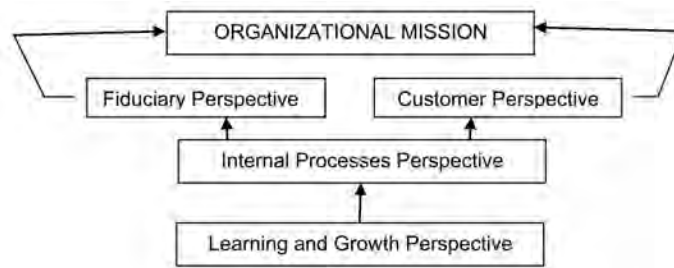 ORGANIZATIONAL MISSION
Fiduciary Perspective
Customer Perspective
Internal Processes Perspective
Learning and Growth Perspective